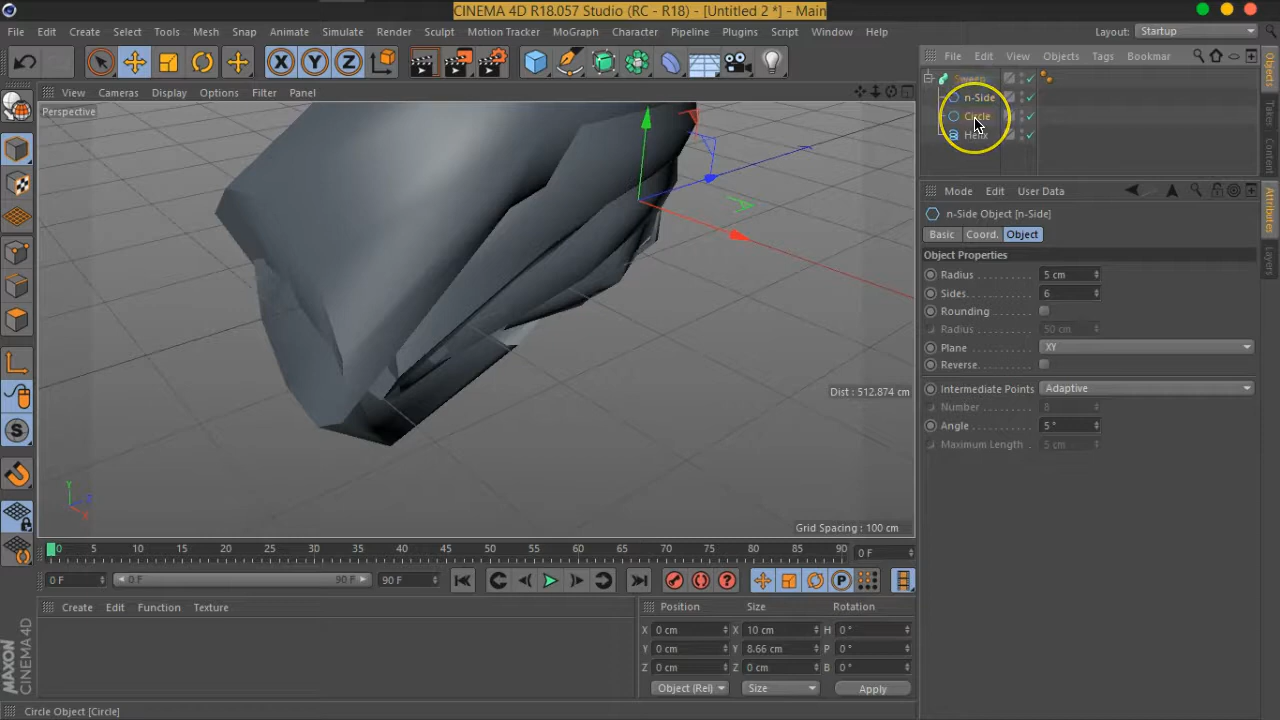 CINEMA 4D R18.057 Studio (RC - R18) - [Untitled 2 *] - Main
File Edit Create Select Tools Mesh Snap Animate Simulate Render Sculpt Motion Tracker MoGraph Character Pipeline Plugins Script Window Help Layout: Startup
X Y Z
File Edit View Objects Tags Bookmark
View Cameras Display Options Filter Panel
Perspective
n-Side
Circle
Helix
Objects
Takes
Content
Attributes
Layers
Mode Edit User Data
n-Side Object [n-Side]
Basic Coord. Object
Object Properties
Radius 5 cm
Sides 6
Rounding
Radius 50 cm
Plane XY
Reverse
Intermediate Points Adaptive
Number 8
Angle 5 °
Maximum Length 5 cm
Dist : 512.874 cm
Y
Z
X
Grid Spacing : 100 cm
0 5 10 15 20 25 30 35 40 45 50 55 60 65 70 75 80 85 90 0 F
0 F 0 F 90 F 90 F
Create Edit Function Texture
Position Size Rotation
X 0 cm X 10 cm H 0 °
Y 0 cm Y 8.66 cm P 0 °
Z 0 cm Z 0 cm B 0 °
Object (Rel) Size Apply
MAXON CINEMA 4D
Circle Object [Circle]